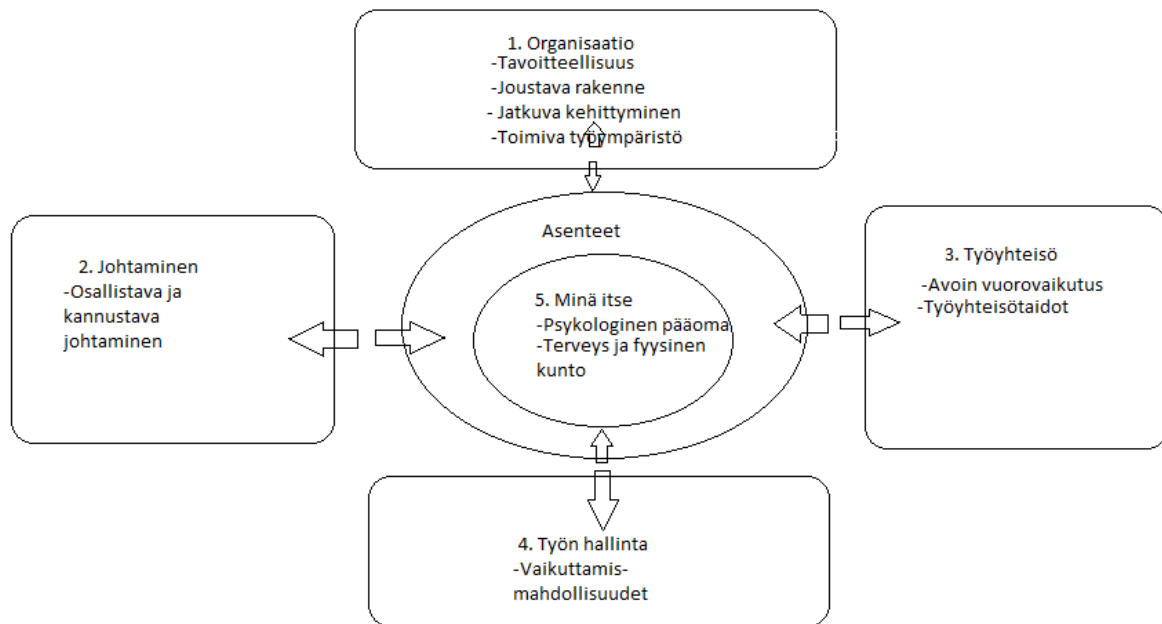 1. Organisaatio
-Tavoitteellisuus
-Joustava rakenne
- Jatkuva kehittyminen
-Toimiva työympäristö
Asenteet
2. Johtaminen
-Osallistava ja
kannustava
johtaminen
5. Minä itse
-Psykologinen pääoma
-Terveys ja fyysinen
kunto
3. Työyhteisö
-Avoin vuorovaikutus
-Työyhteisötaidot
4. Työn hallinta
-Vaikuttamis-
mahdollisuudet